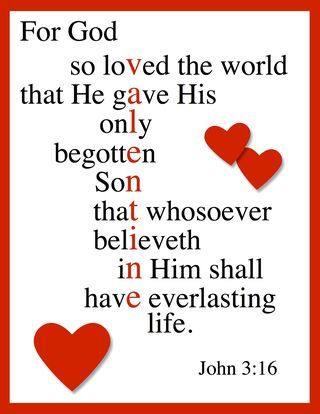 For God
so loved the world
that He gave His
only
begotten
Son
that whosoever
believeth
in Him shall
have everlasting
life.
John 3:16